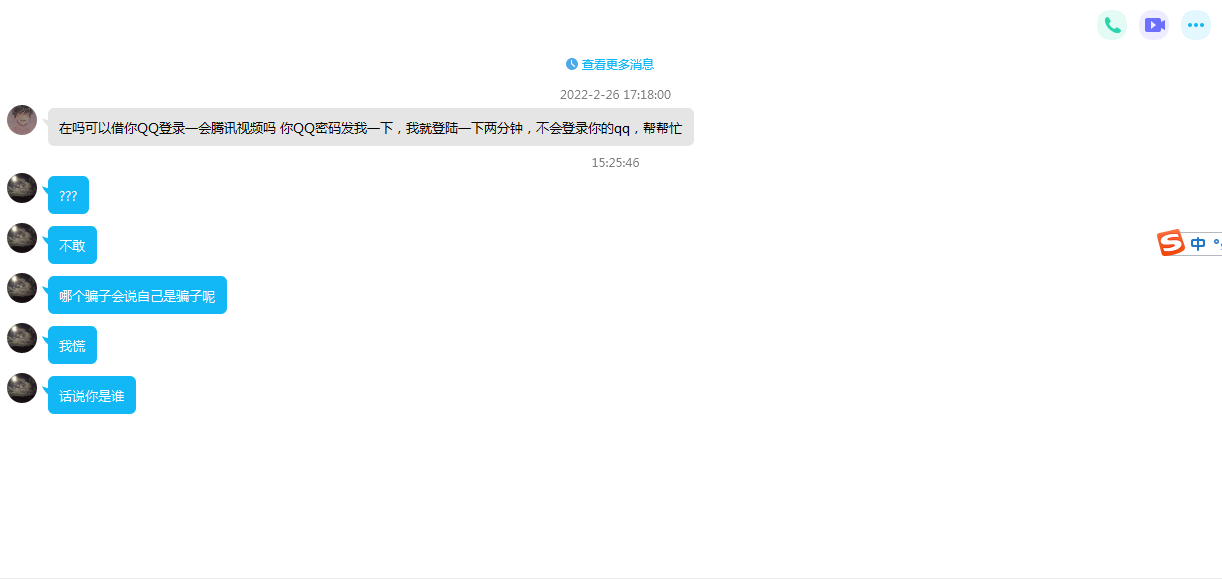 查看更多消息
2022-2-26 17:18:00
在吗可以借你QQ登录一会腾讯视频吗 你QQ密码发我一下，我就登陆一下两分钟，不会登录你的qq，帮帮忙
15:25:46
???
不敢
哪个骗子会说自己是骗子呢
中
我慌
话说你是谁